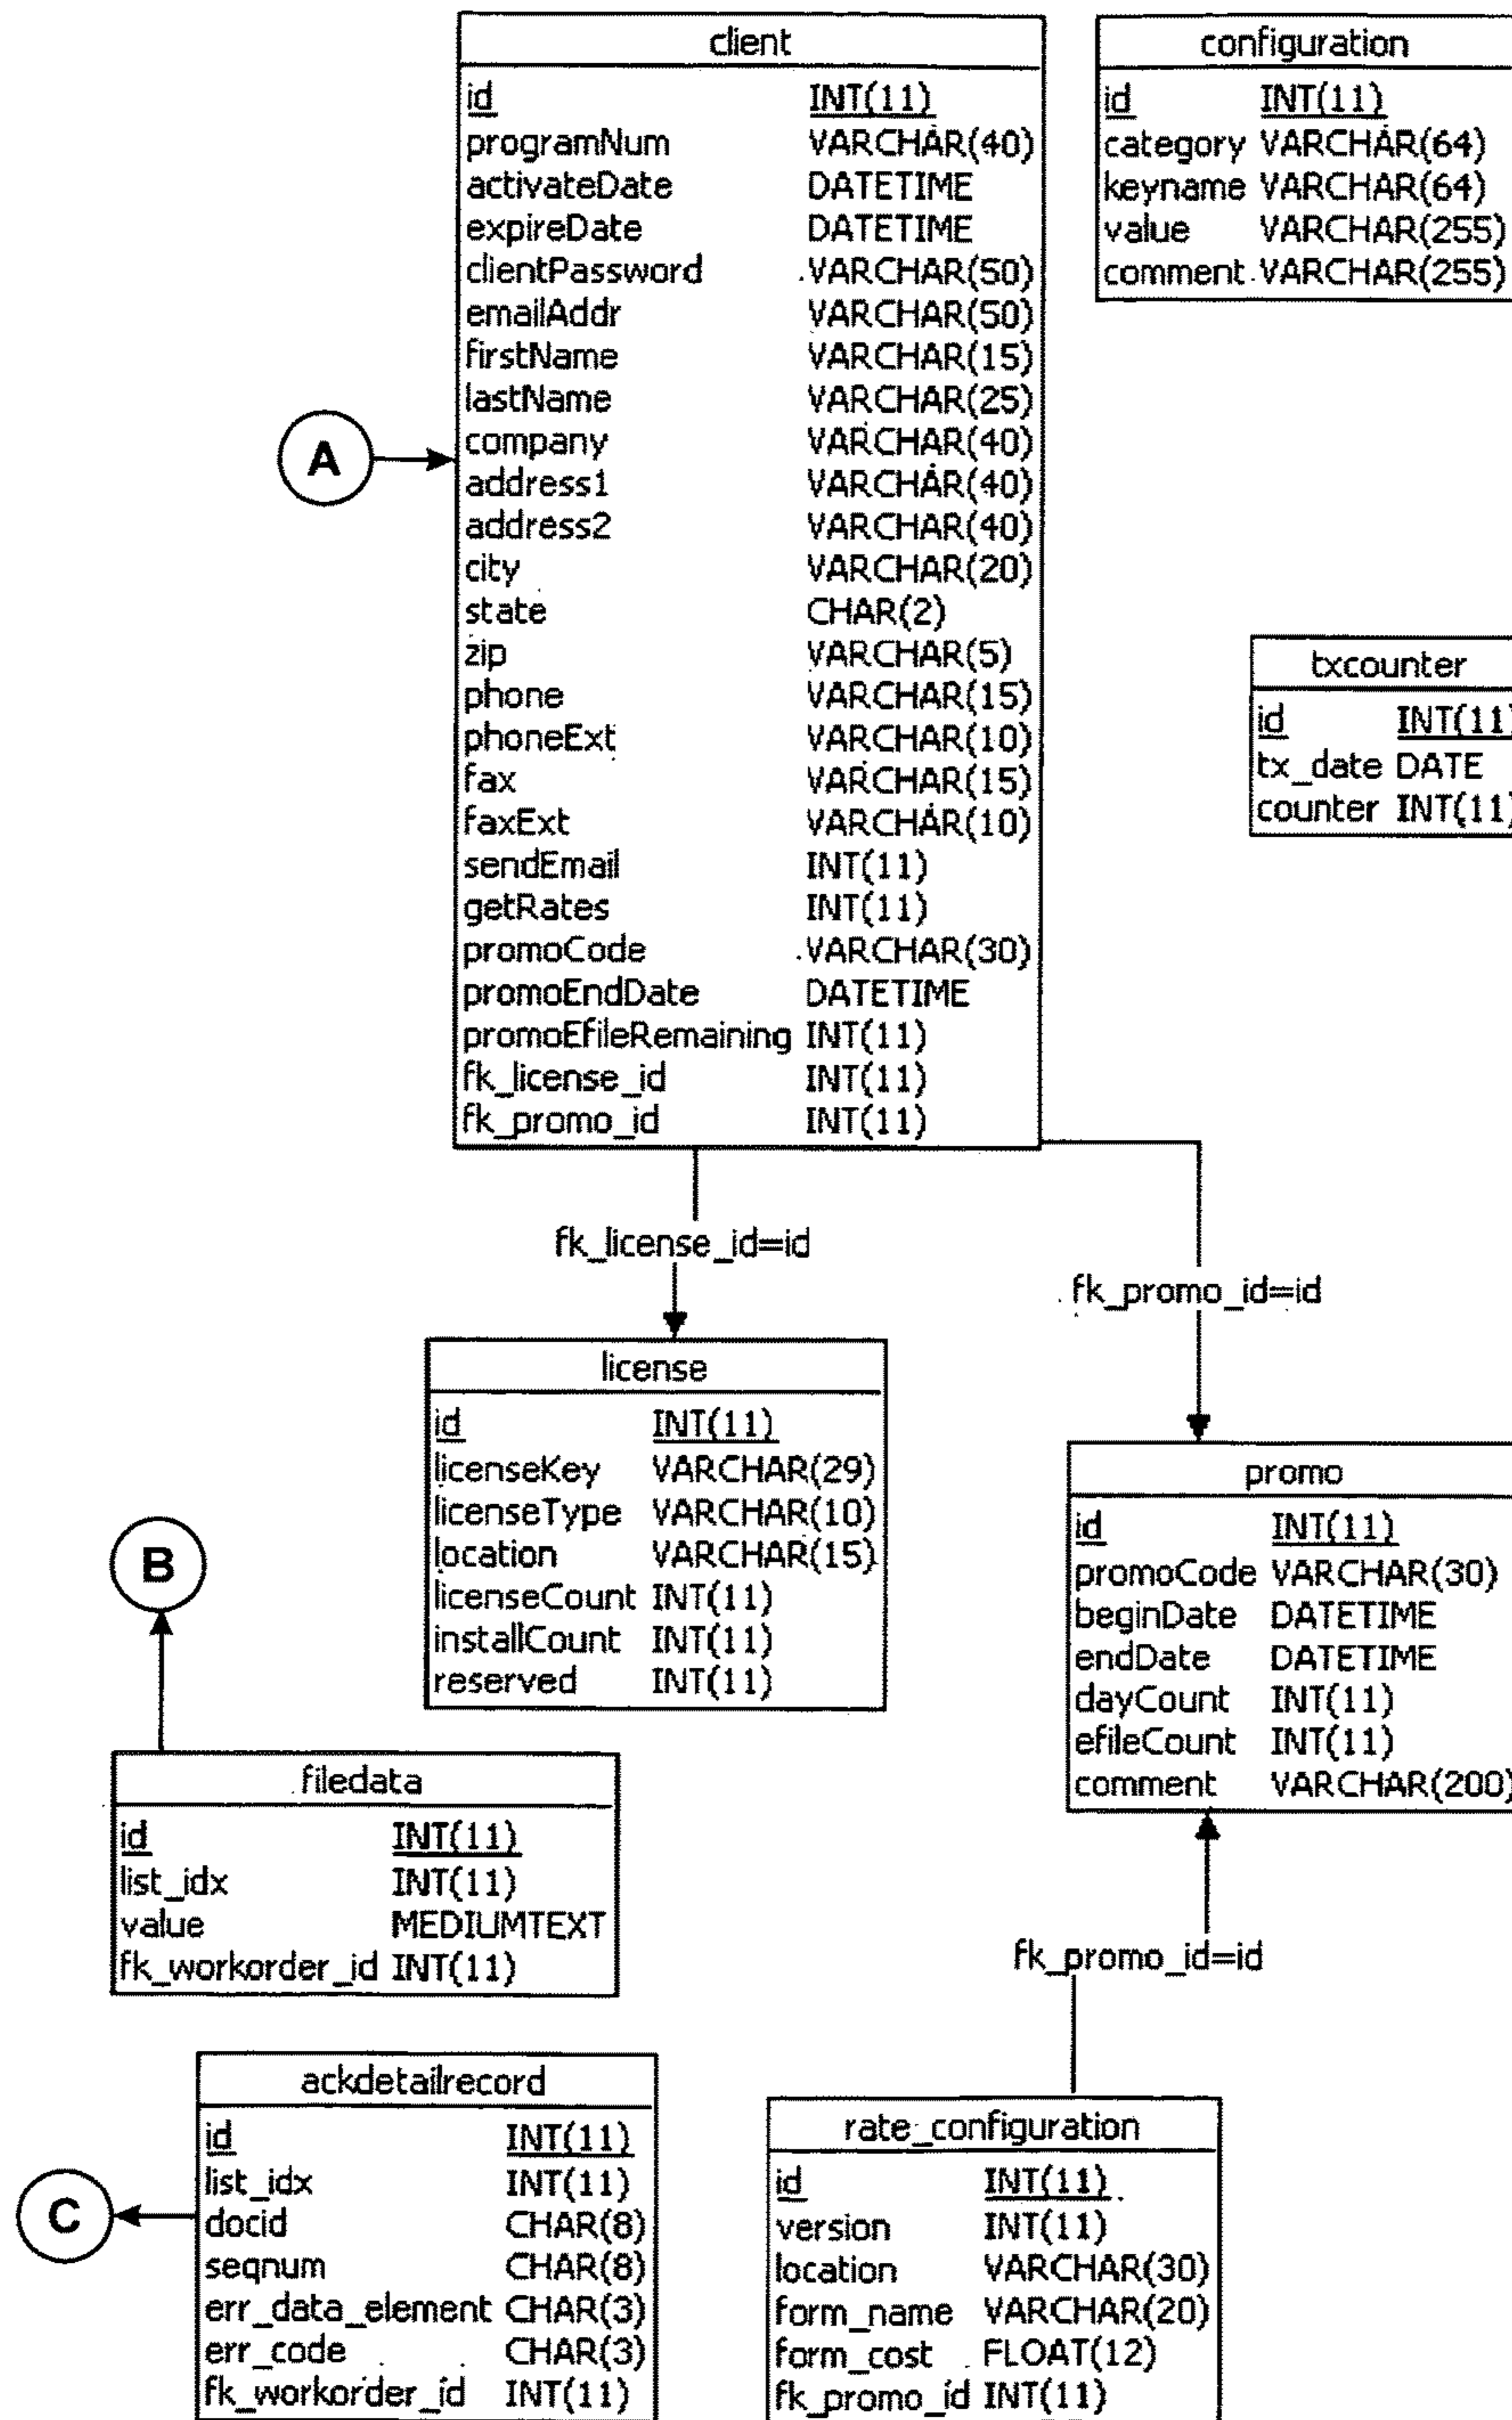 client
id INT(11)
programNum VARCHAR(40)
activateDate DATETIME
expireDate DATETIME
clientPassword VARCHAR(50)
emailAddr VARCHAR(50)
firstName VARCHAR(15)
lastName VARCHAR(25)
company VARCHAR(40)
address1 VARCHAR(40)
address2 VARCHAR(40)
city VARCHAR(20)
state CHAR(2)
zip VARCHAR(5)
phone VARCHAR(15)
phoneExt VARCHAR(10)
fax VARCHAR(15)
faxExt VARCHAR(10)
sendEmail INT(11)
getRates INT(11)
promoCode VARCHAR(30)
promoEndDate DATETIME
promoEfileRemaining INT(11)
fk_license_id INT(11)
fk_promo_id INT(11)
configuration
id INT(11)
category VARCHAR(64)
keyname VARCHAR(64)
value VARCHAR(255)
comment VARCHAR(255)
A
txcounter
id INT(11)
tx_date DATE
counter INT(11)
fk_license_id=id
fk_promo_id=id
license
id INT(11)
licenseKey VARCHAR(29)
licenseType VARCHAR(10)
location VARCHAR(15)
licenseCount INT(11)
installCount INT(11)
reserved INT(11)
promo
id INT(11)
promoCode VARCHAR(30)
beginDate DATETIME
endDate DATETIME
dayCount INT(11)
efileCount INT(11)
comment VARCHAR(200)
B
filedata
id INT(11)
list_idx INT(11)
value MEDIUMTEXT
fk_workorder_id INT(11)
fk_promo_id=id
C
ackdetailrecord
id INT(11)
list_idx INT(11)
docid CHAR(8)
seqnum CHAR(8)
err_data_element CHAR(3)
err_code CHAR(3)
fk_workorder_id INT(11)
rate_configuration
id INT(11)
version INT(11)
location VARCHAR(30)
form_name VARCHAR(20)
form_cost FLOAT(12)
fk_promo_id INT(11)